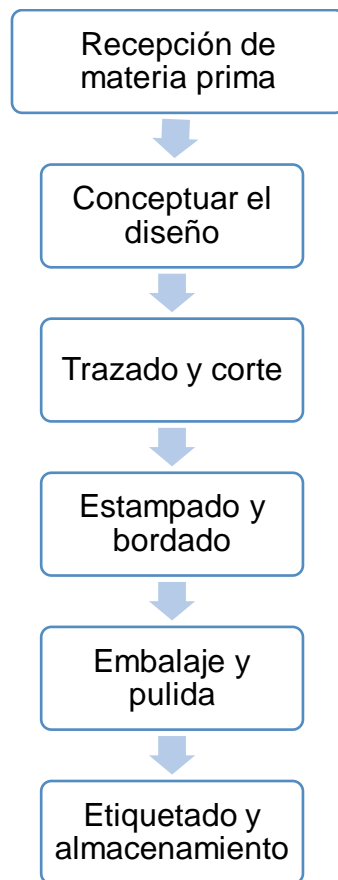 Recepción de
materia prima
Conceptuar el
diseño
Trazado y corte
Estampado y
bordado
Embalaje y
pulida
Etiquetado y
almacenamiento